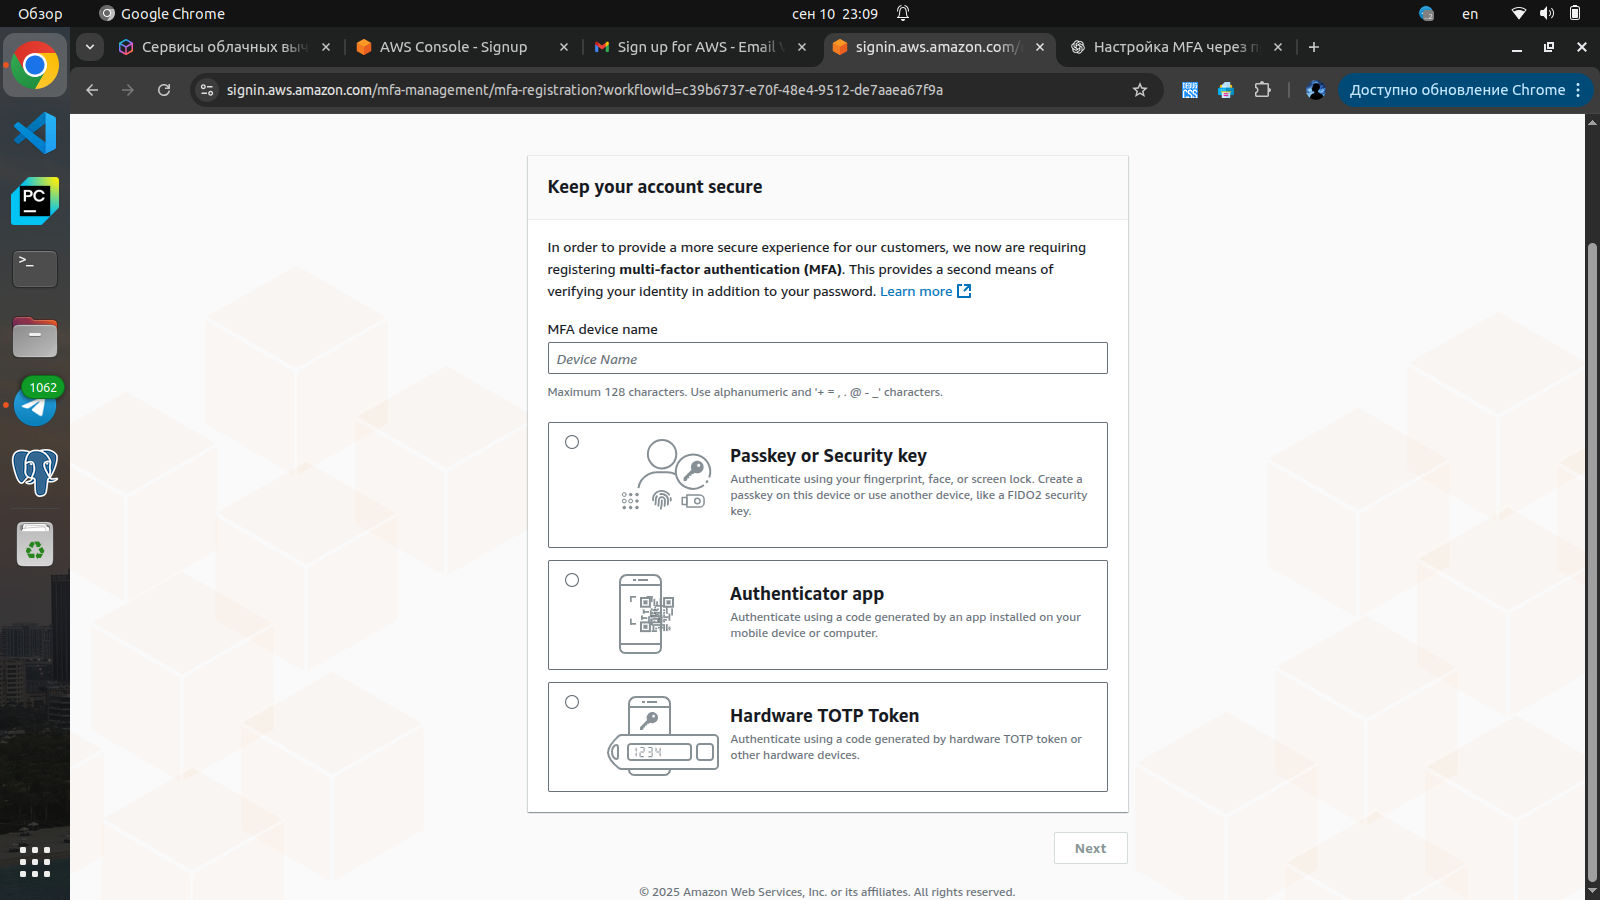 Обзор
Google Chrome
сен 10 23:09
en
Сервисы облачных выч
AWS Console - Signup
Sign up for AWS - Email
signin.aws.amazon.com/
Настройка MFA через п
signin.aws.amazon.com/mfa-management/mfa-registration?workflowId=c39b6737-e70f-48e4-9512-de7aaea67f9a
Доступно обновление Chrome
PC
>_
1062
Keep your account secure
In order to provide a more secure experience for our customers, we now are requiring
registering multi-factor authentication (MFA). This provides a second means of
verifying your identity in addition to your password. Learn more
MFA device name
Device Name
Maximum 128 characters. Use alphanumeric and '+ = , . @ - _' characters.
Passkey or Security key
Authenticate using your fingerprint, face, or screen lock. Create a
passkey on this device or use another device, like a FIDO2 security
key.
Authenticator app
Authenticate using a code generated by an app installed on your
mobile device or computer.
Hardware TOTP Token
1234
Authenticate using a code generated by hardware TOTP token or
other hardware devices.
Next
© 2025 Amazon Web Services, Inc. or its affiliates. All rights reserved.